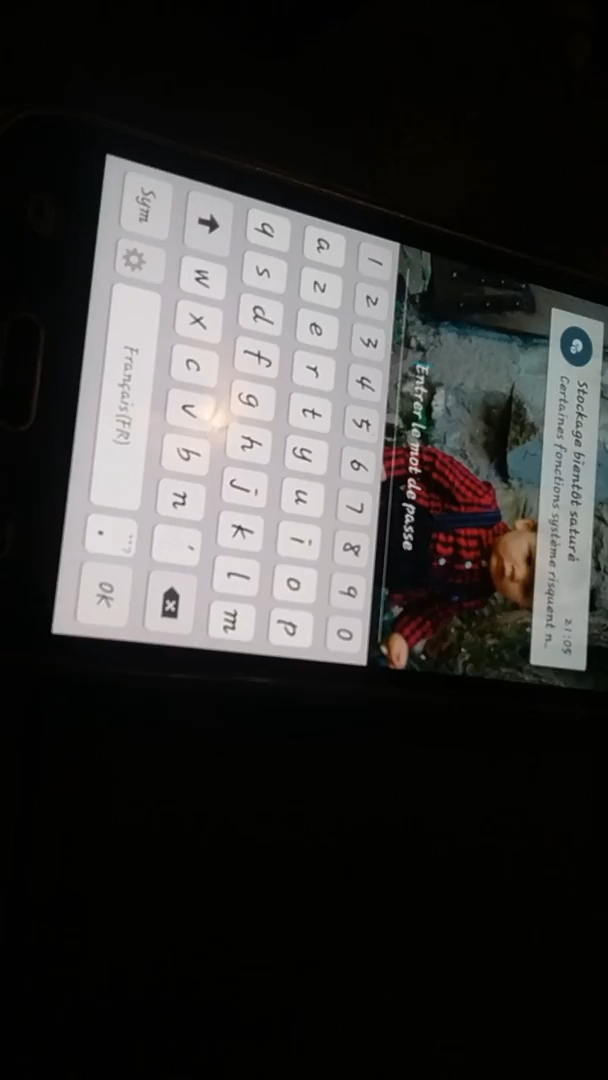 Stockage bientôt saturé 21:05
Certaines fonctions système risquent n...
Entrer le mot de passe
1 2 3 4 5 6 7 8 9 0
a z e r t y u i o p
q s d f g h j k l m
w x c v b n '
Sym Français(FR) .,?! OK